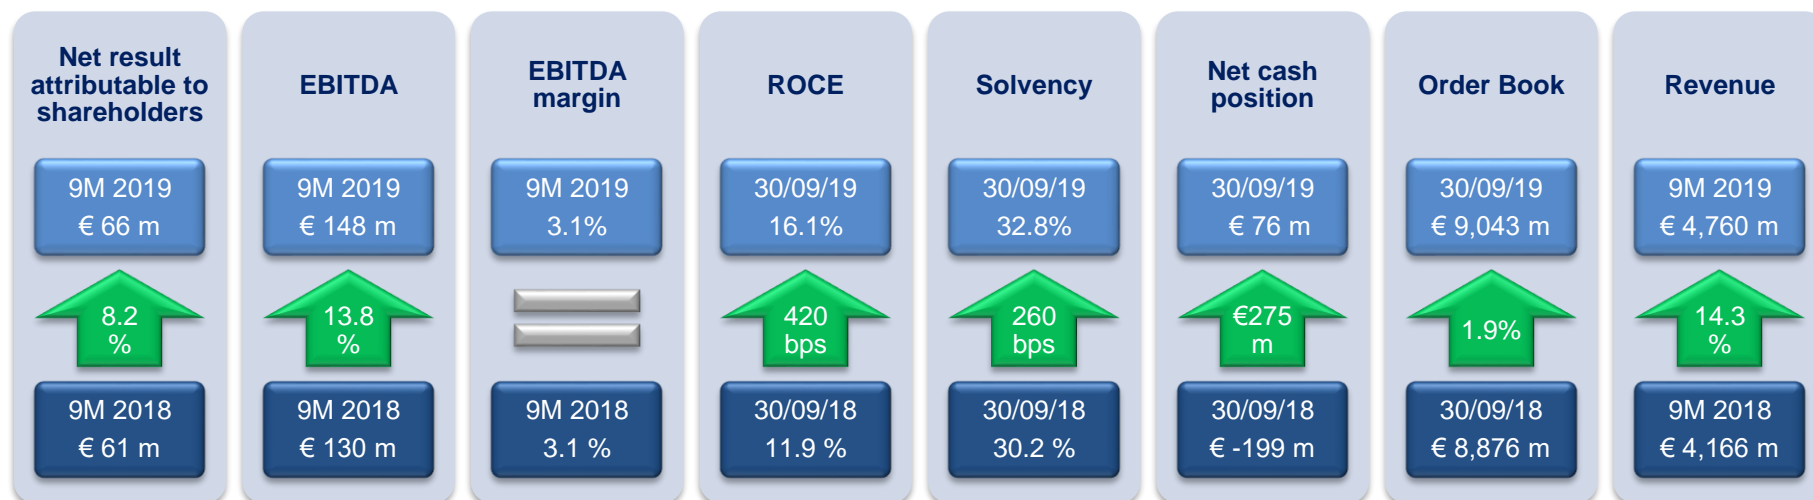 Net result
attributable to
shareholders
9M 2019
€ 66 m
8.2
%
9M 2018
€ 61 m
EBITDA
9M 2019
€ 148 m
13.8
%
9M 2018
€ 130 m
EBITDA
margin
9M 2019
3.1%
9M 2018
3.1 %
ROCE
30/09/19
16.1%
420
bps
30/09/18
11.9 %
Solvency
30/09/19
32.8%
260
bps
30/09/18
30.2 %
Net cash
position
30/09/19
€ 76 m
€275
m
30/09/18
€ -199 m
Order Book
30/09/19
€ 9,043 m
1.9%
30/09/18
€ 8,876 m
Revenue
9M 2019
€ 4,760 m
14.3
%
9M 2018
€ 4,166 m